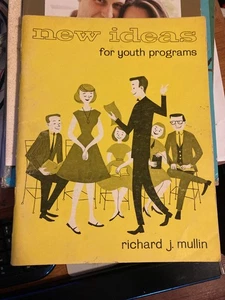 new ideas
for youth programs
richard j. mullin